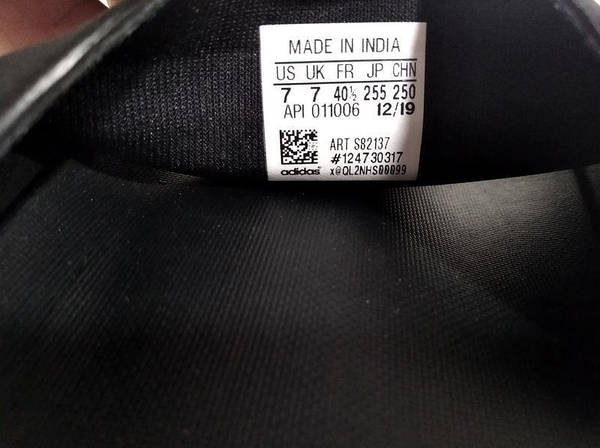 MADE IN INDIA
US UK FR JP CHN
7 7 40½ 255 250
API 011006 12/19
ART S82137
#124730317
adidas x@QL2NHS00099